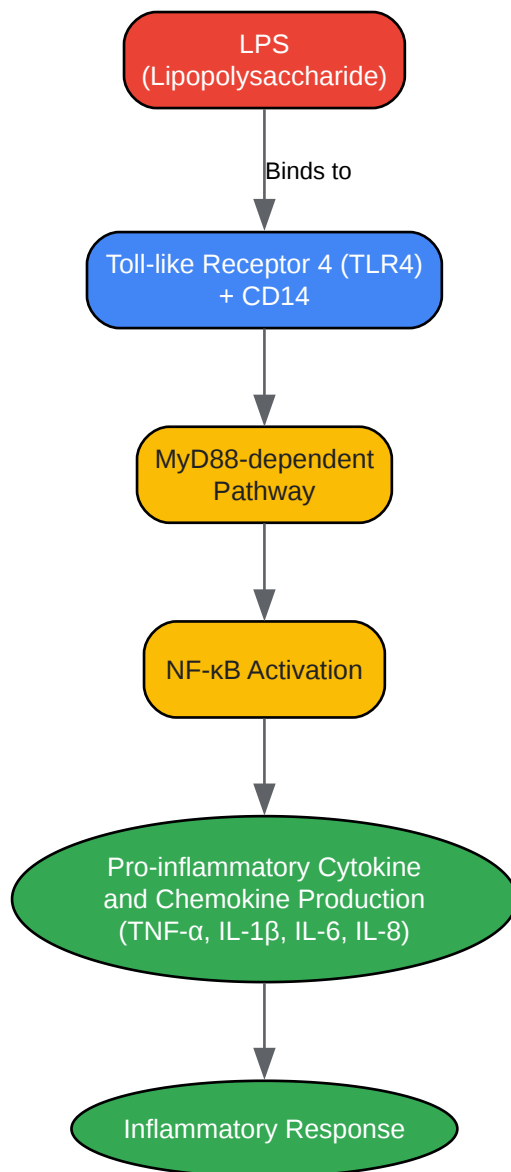 LPS
(Lipopolysaccharide)
Binds to
Toll-like Receptor 4 (TLR4)
+ CD14
MyD88-dependent
Pathway
NF-κB Activation
Pro-inflammatory Cytokine
and Chemokine Production
(TNF-α, IL-1β, IL-6, IL-8)
Inflammatory Response